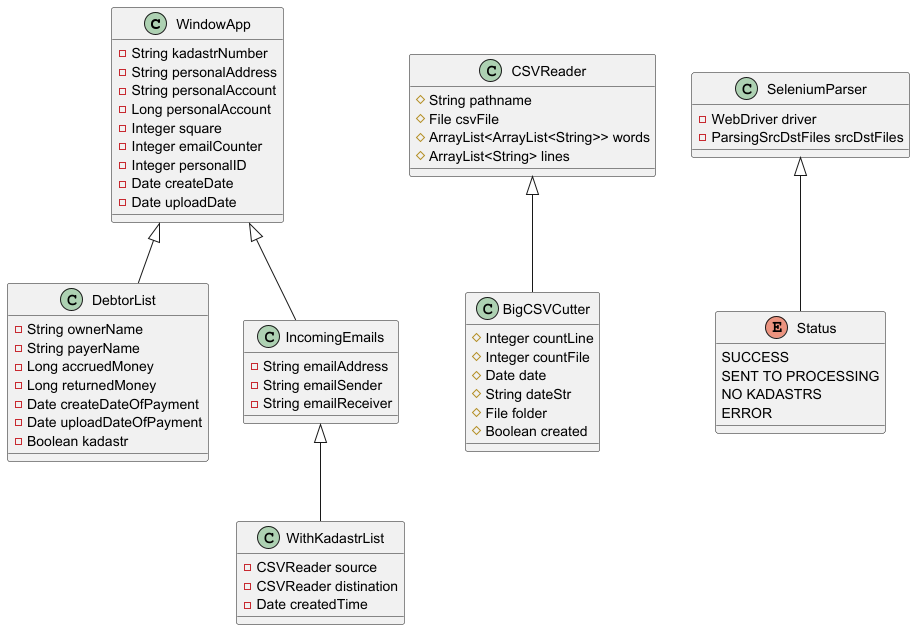 C WindowApp
String kadastrNumber
String personalAddress
String personalAccount
Long personalAccount
Integer square
Integer emailCounter
Integer personalID
Date createDate
Date uploadDate
C CSVReader
String pathname
File csvFile
ArrayList<ArrayList<String>> words
ArrayList<String> lines
C SeleniumParser
WebDriver driver
ParsingSrcDstFiles srcDstFiles
C DebtorList
String ownerName
String payerName
Long accruedMoney
Long returnedMoney
Date createDateOfPayment
Date uploadDateOfPayment
Boolean kadastr
C IncomingEmails
String emailAddress
String emailSender
String emailReceiver
C BigCSVCutter
Integer countLine
Integer countFile
Date date
String dateStr
File folder
Boolean created
E Status
SUCCESS
SENT TO PROCESSING
NO KADASTRS
ERROR
C WithKadastrList
CSVReader source
CSVReader distination
Date createdTime